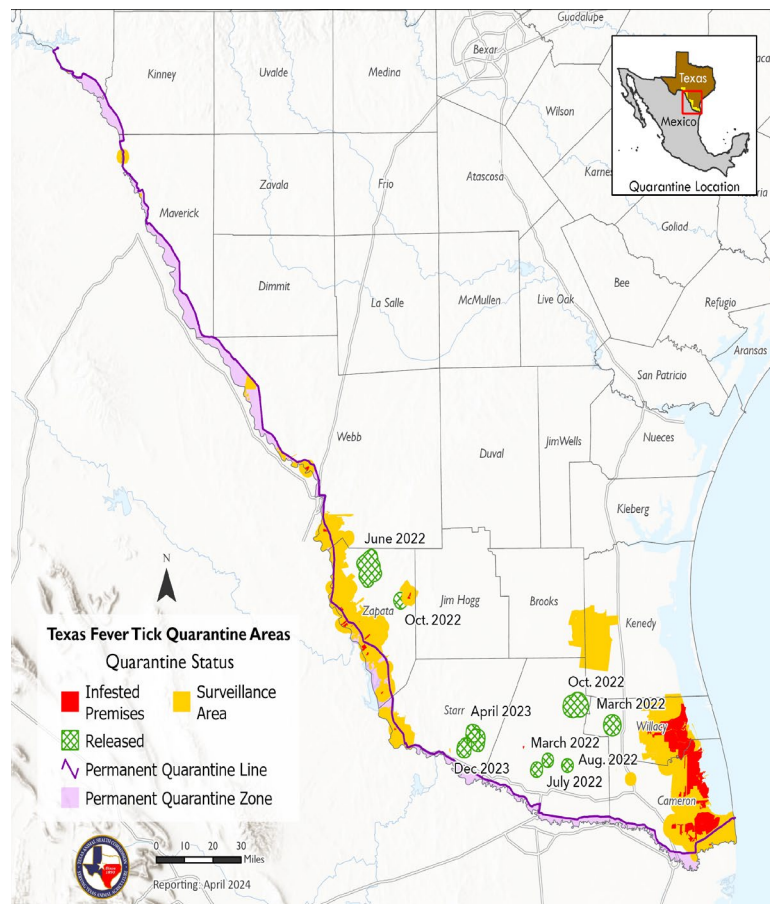 Guadalupe
Bexar
Kinney
Uvalde
Medina
Wilson
Texas
Mexico
Quarantine Location
Karnes
Atascosa
Frio
Zavala
Maverick
Goliad
Bee
Dimmit
La Salle
McMullen
Live Oak
Refugio
Aransas
San Patricio
Webb
Duval
Jim Wells
Nueces
Kleberg
June 2022
N
Zapata
Oct. 2022
Jim Hogg
Brooks
Kenedy
Texas Fever Tick Quarantine Areas
Quarantine Status
Infested
Premises
Surveillance
Area
Released
Permanent Quarantine Line
Permanent Quarantine Zone
Oct. 2022
March 2022
Starr
April 2023
Willacy
March 2022
Aug. 2022
Dec 2023
July 2022
Cameron
0 10 20 30
Miles
Reporting: April 2024